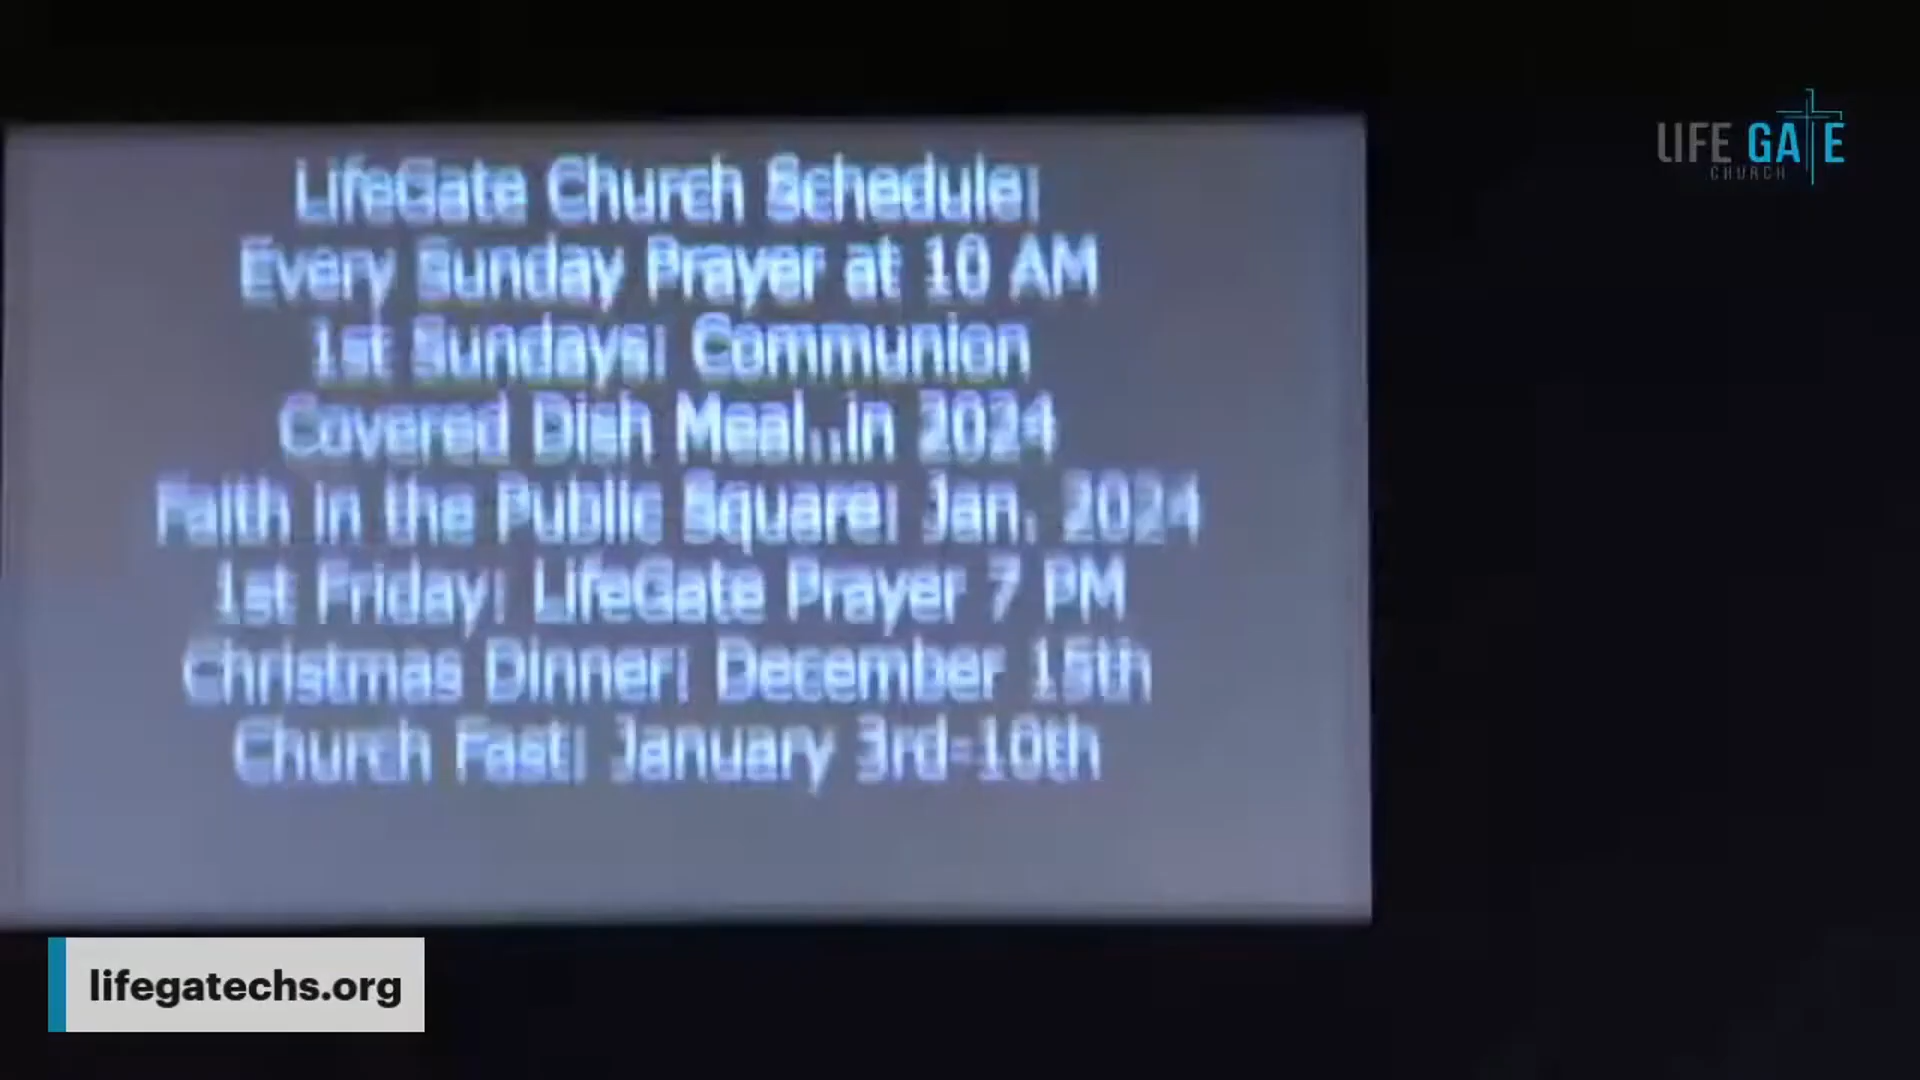 LifeGate Church Schedule:
Every Sunday Prayer at 10 AM
1st Sundays: Communion
Covered Dish Meal...in 2024
Faith in the Public Square: Jan. 2024
1st Friday: LifeGate Prayer 7 PM
Christmas Dinner: December 15th
Church Fast: January 3rd-10th
LIFE GATE
CHURCH
lifegatechs.org